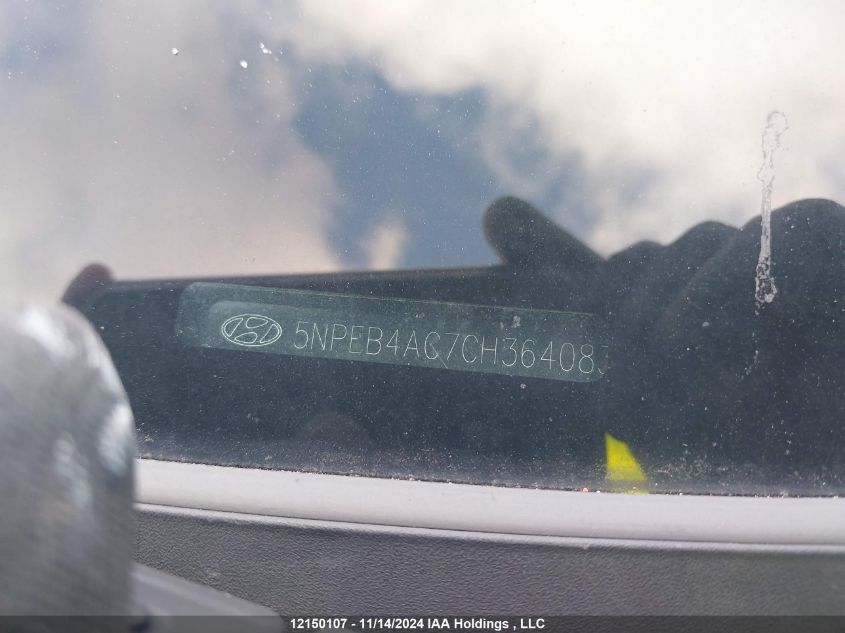 5NPEB4AC7CH364083
12150107 - 11/14/2024 IAA Holdings , LLC